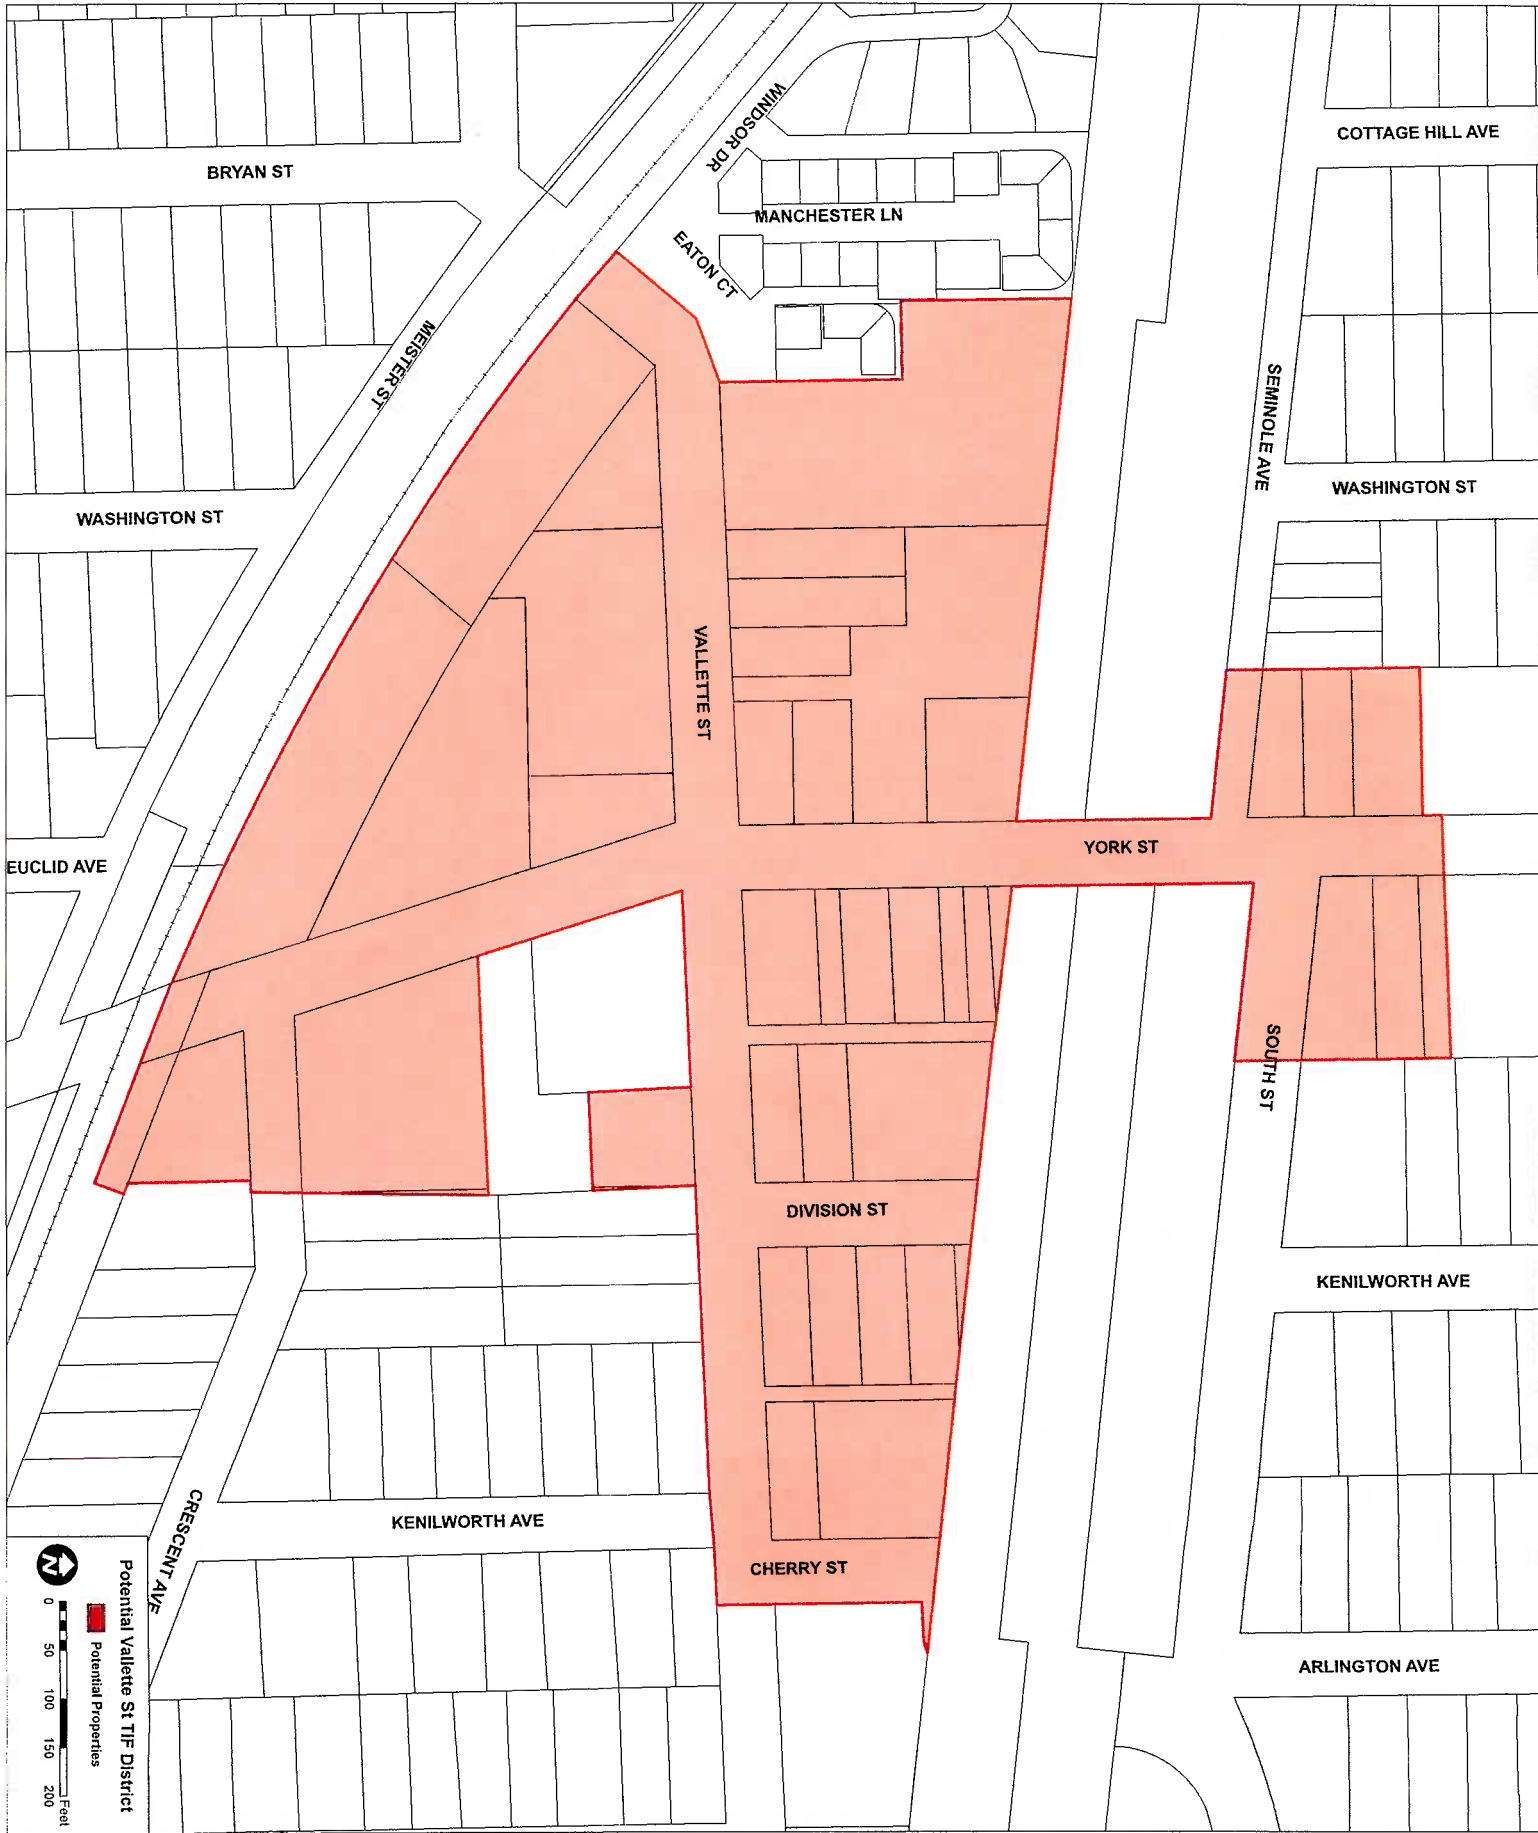 COTTAGE HILL AVE
WINDSOR DR
BRYAN ST
MANCHESTER LN
EATON CT
MEISTER ST
SEMINOLE AVE
WASHINGTON ST
WASHINGTON ST
VALLETTE ST
YORK ST
EUCLID AVE
SOUTH ST
DIVISION ST
KENILWORTH AVE
CRESCENT AVE
KENILWORTH AVE
CHERRY ST
ARLINGTON AVE
Potential Vallette St TIF District
Potential Properties
N
0 50 100 150 200
Feet